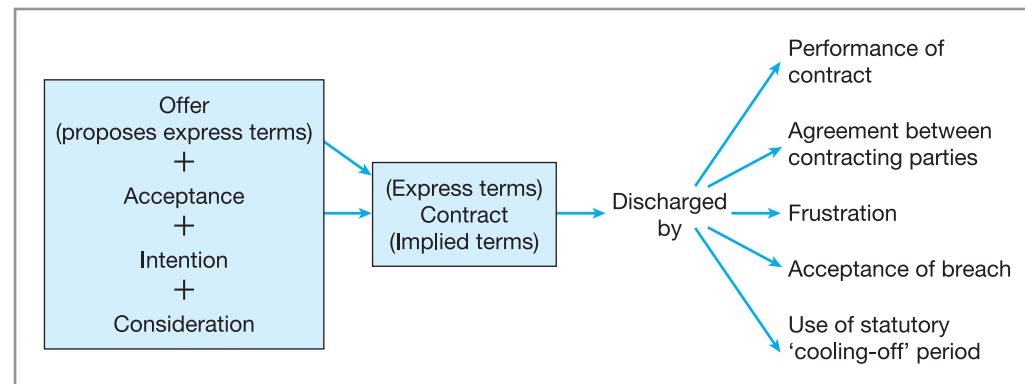 Offer
(proposes express terms)
+
Acceptance
+
Intention
+
Consideration
(Express terms)
Contract
(Implied terms)
Discharged
by
Performance of
contract
Agreement between
contracting parties
Frustration
Acceptance of breach
Use of statutory
‘cooling-off’ period